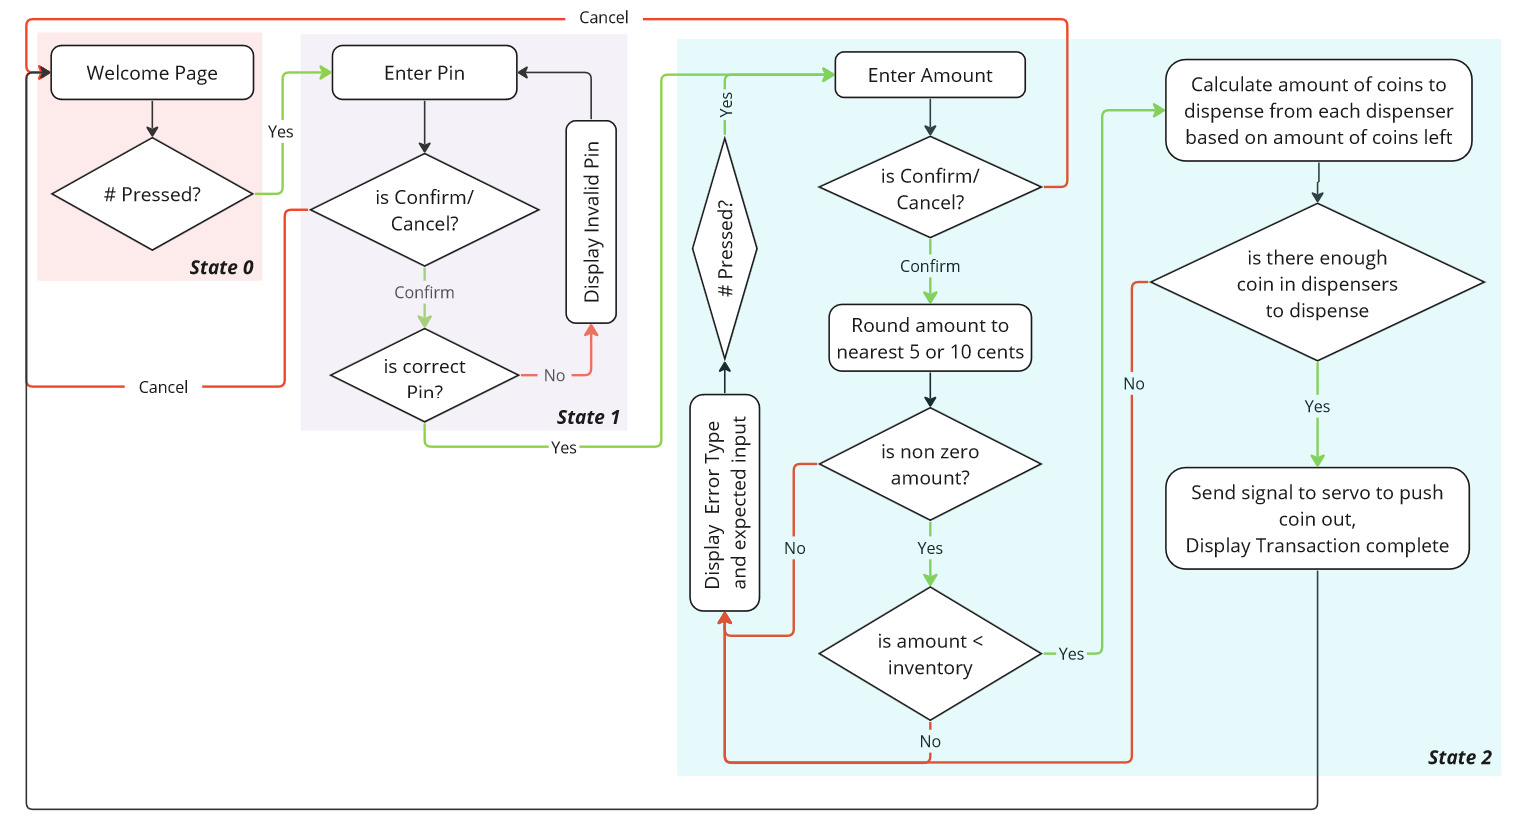 Cancel
Welcome Page
# Pressed?
Yes
State 0
Enter Pin
is Confirm/
Cancel?
Confirm
is correct
Pin?
No
Display Invalid Pin
Cancel
State 1
Yes
Enter Amount
is Confirm/
Cancel?
Confirm
Round amount to
nearest 5 or 10 cents
is non zero
amount?
No
Yes
is amount <
inventory
Yes
No
Display Error Type
and expected input
# Pressed?
Yes
Calculate amount of coins to
dispense from each dispenser
based on amount of coins left
is there enough
coin in dispensers
to dispense
No
Yes
Send signal to servo to push
coin out,
Display Transaction complete
State 2